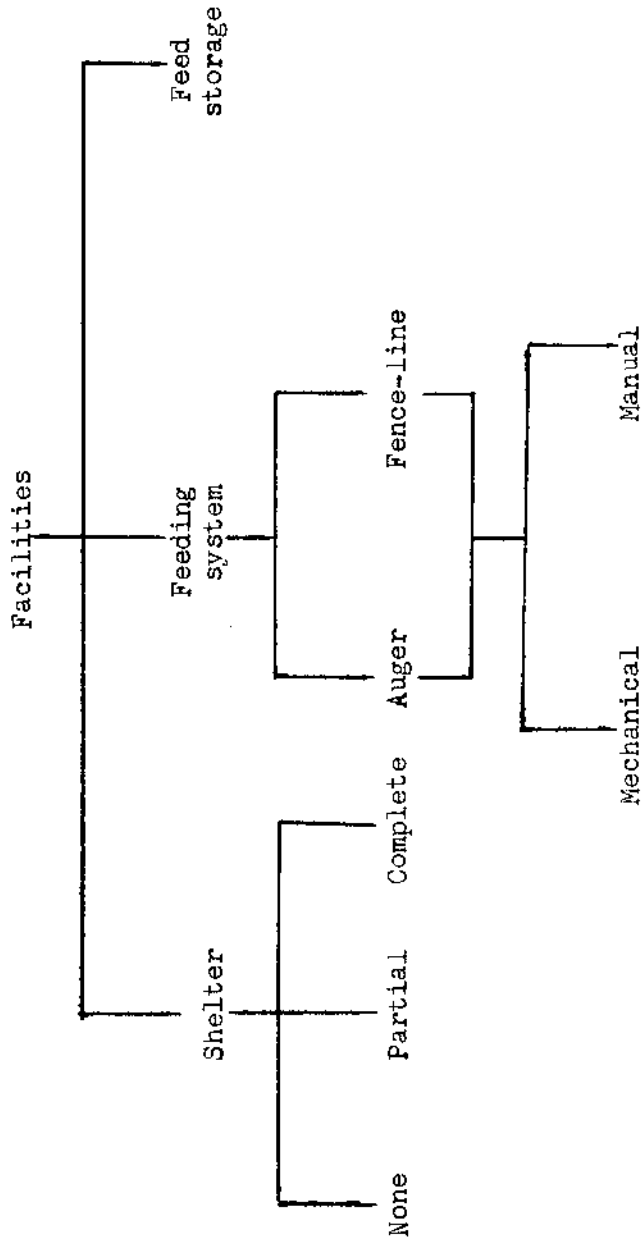 Facilities
Shelter
Feeding
system
Feed
storage
None
Partial
Complete
Auger
Fence-line
Mechanical
Manual